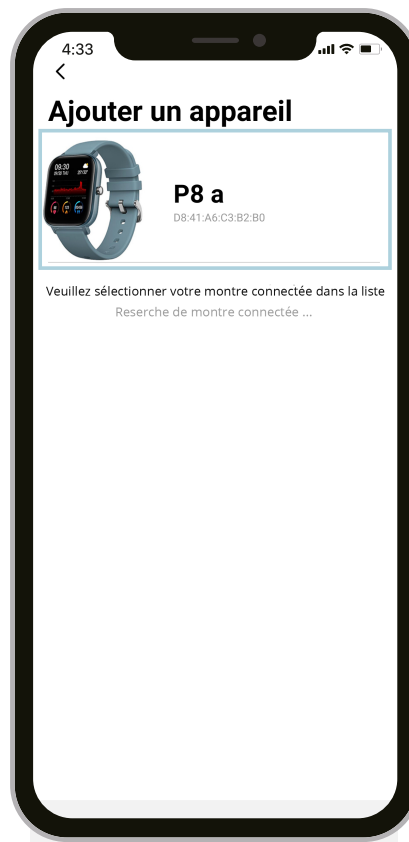 4:33
Ajouter un appareil
09:30
P8 a
D8:41:A6:C3:B2:B0
Veuillez sélectionner votre montre connectée dans la liste
Reserche de montre connectée ...